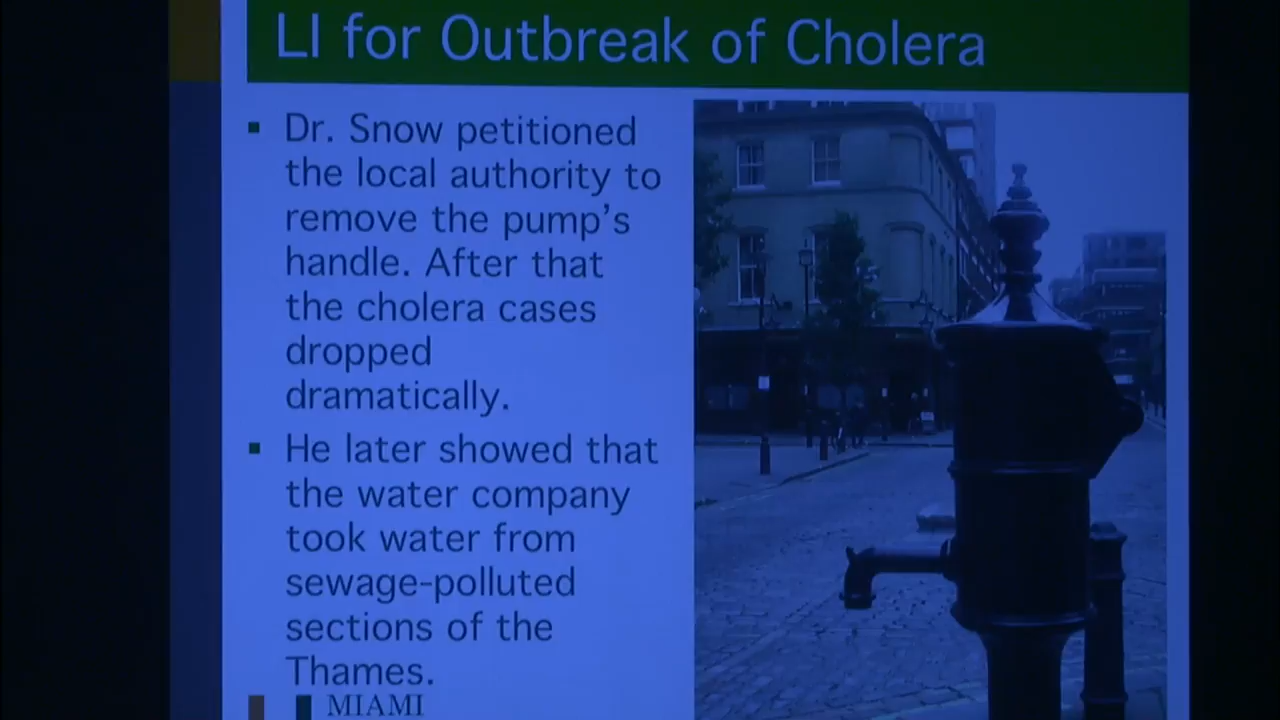 LI for Outbreak of Cholera
Dr. Snow petitioned
the local authority to
remove the pump's
handle. After that
the cholera cases
dropped
dramatically.
He later showed that
the water company
took water from
sewage-polluted
sections of the
Thames.
MIAMI